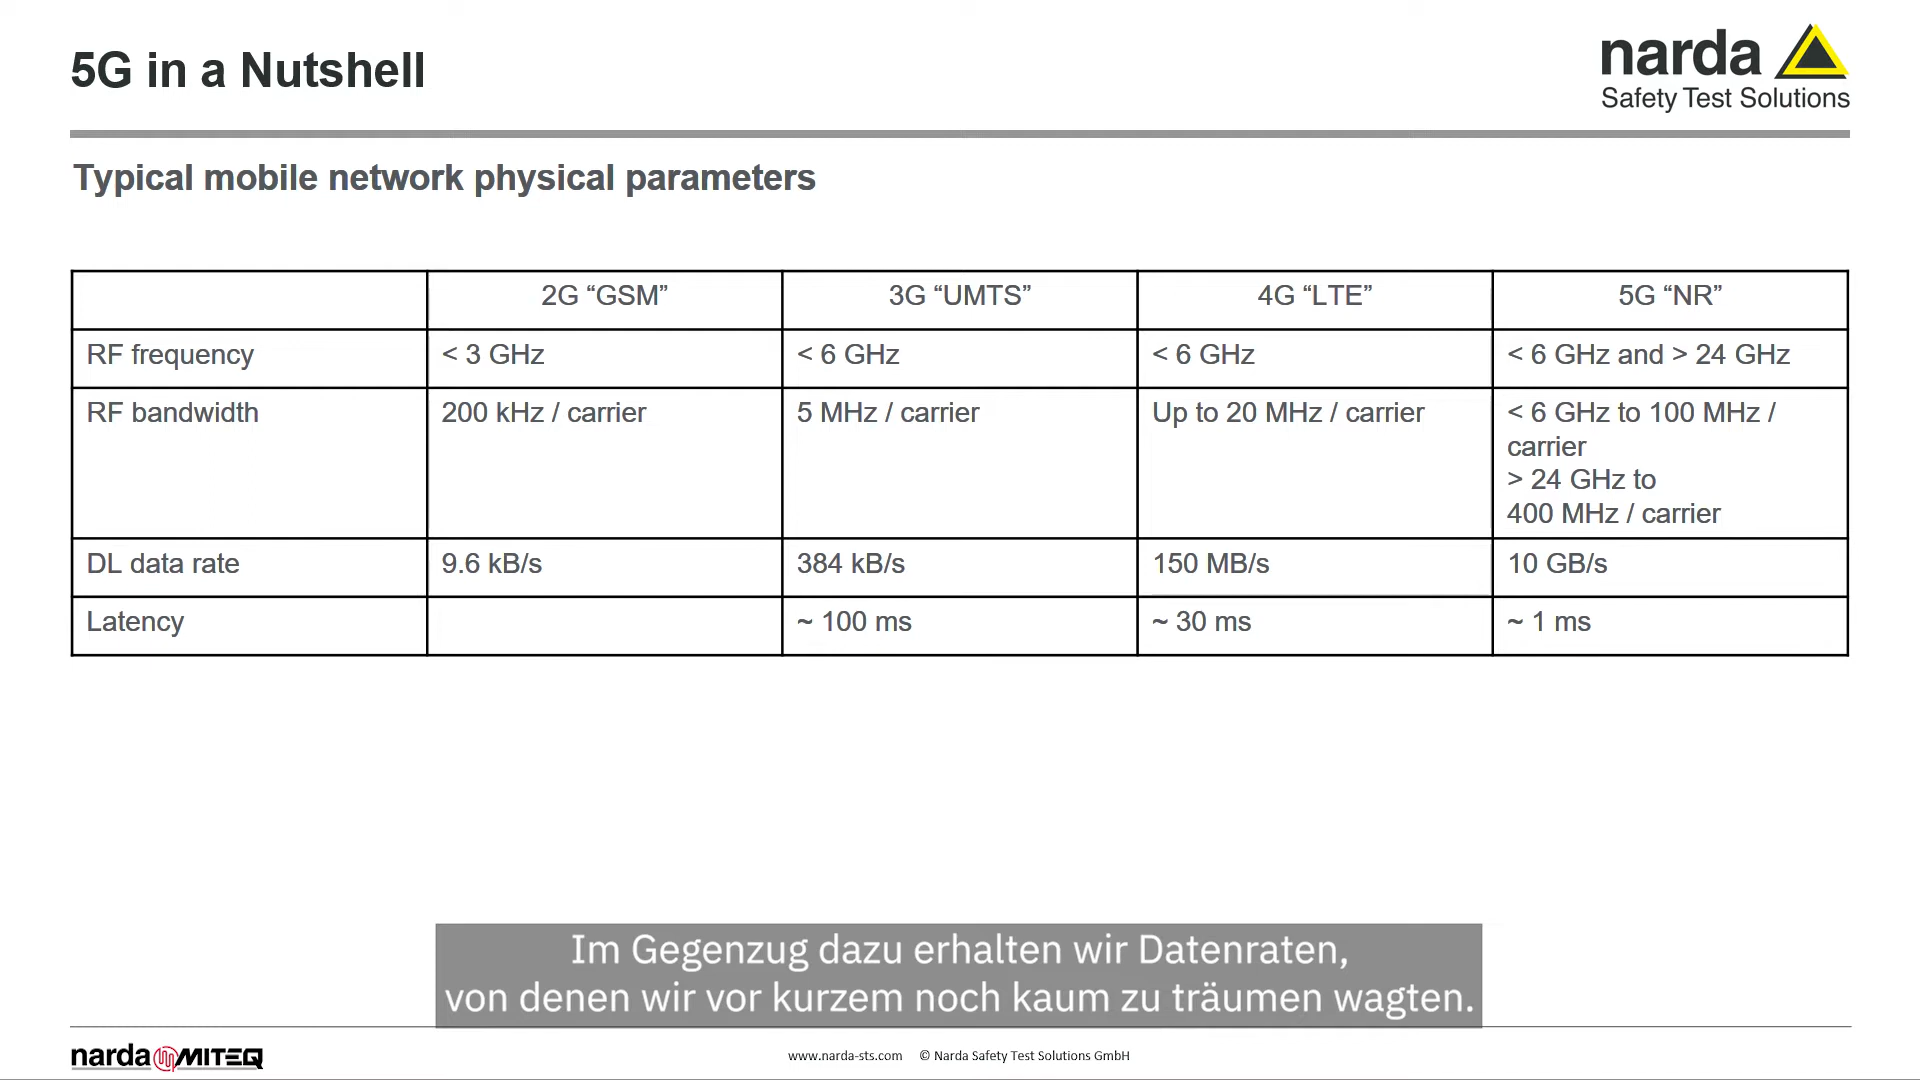 5G in a Nutshell
narda
Safety Test Solutions
Typical mobile network physical parameters
2G “GSM” 3G “UMTS” 4G “LTE” 5G “NR”
RF frequency < 3 GHz < 6 GHz < 6 GHz < 6 GHz and > 24 GHz
RF bandwidth 200 kHz / carrier 5 MHz / carrier Up to 20 MHz / carrier < 6 GHz to 100 MHz /
carrier
> 24 GHz to
400 MHz / carrier
DL data rate 9.6 kB/s 384 kB/s 150 MB/s 10 GB/s
Latency ~ 100 ms ~ 30 ms ~ 1 ms
Im Gegenzug dazu erhalten wir Datenraten,
von denen wir vor kurzem noch kaum zu träumen wagten.
narda MITEQ www.narda-sts.com © Narda Safety Test Solutions GmbH